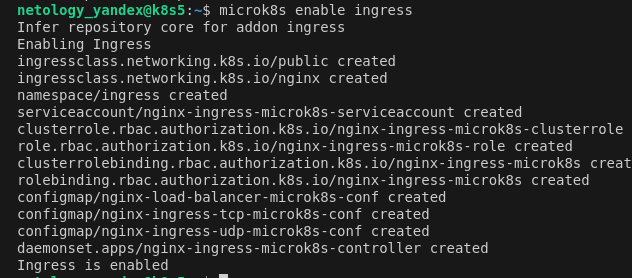 netology_yandex@k8s5:~$ microk8s enable ingress
Infer repository core for addon ingress
Enabling Ingress
ingressclass.networking.k8s.io/public created
ingressclass.networking.k8s.io/nginx created
namespace/ingress created
serviceaccount/nginx-ingress-microk8s-serviceaccount created
clusterrole.rbac.authorization.k8s.io/nginx-ingress-microk8s-clusterrole
role.rbac.authorization.k8s.io/nginx-ingress-microk8s-role created
clusterrolebinding.rbac.authorization.k8s.io/nginx-ingress-microk8s creat
rolebinding.rbac.authorization.k8s.io/nginx-ingress-microk8s created
configmap/nginx-load-balancer-microk8s-conf created
configmap/nginx-ingress-tcp-microk8s-conf created
configmap/nginx-ingress-udp-microk8s-conf created
daemonset.apps/nginx-ingress-microk8s-controller created
Ingress is enabled